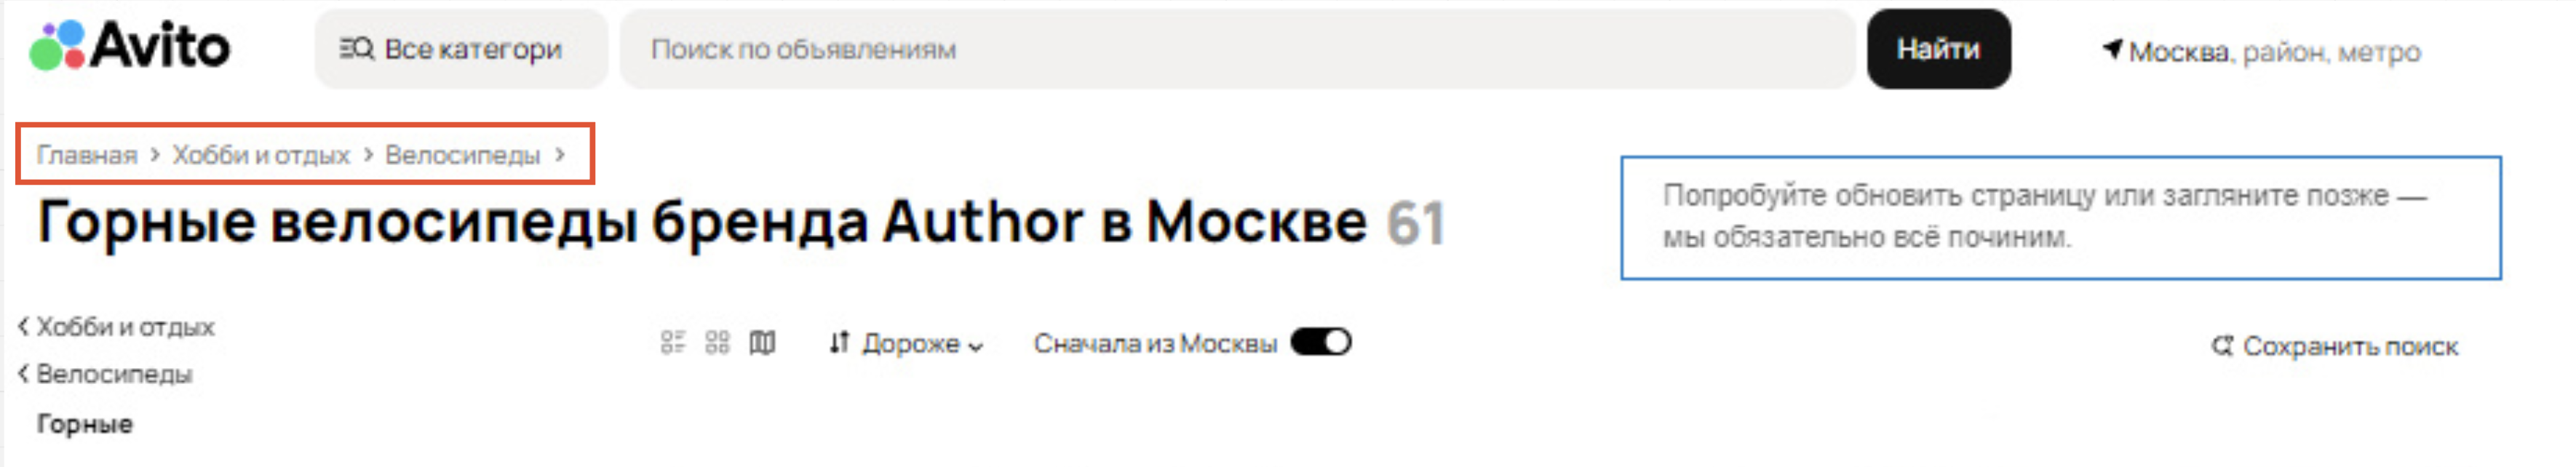 Avito
Все категори
Поиск по объявлениям
Найти
Москва, район, метро
Главная > Хобби и отдых > Велосипеды >
Горные велосипеды бренда Author в Москве 61
Попробуйте обновить страницу или загляните позже —
мы обязательно всё починим.
Хобби и отдых
Велосипеды
Горные
Дороже
Сначала из Москвы
Сохранить поиск